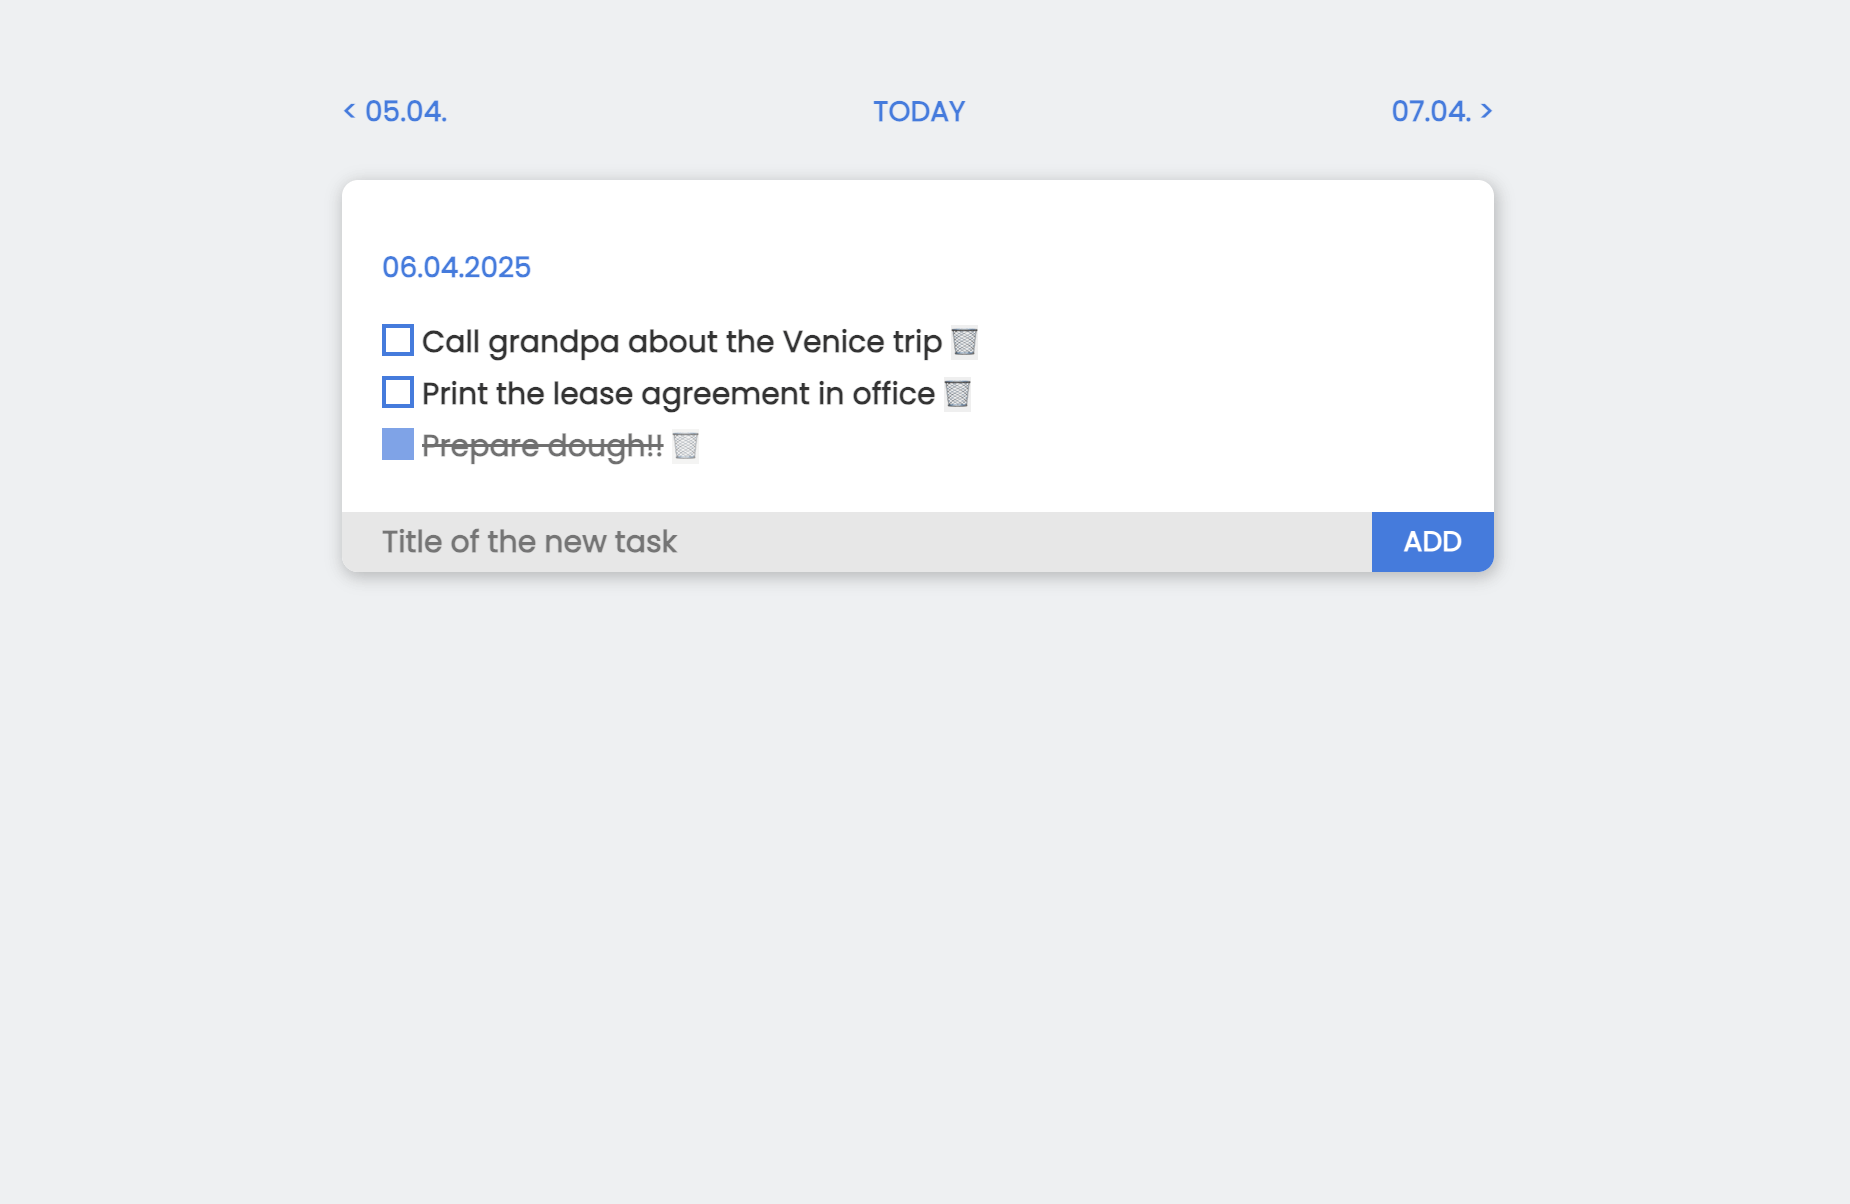 < 05.04. TODAY 07.04. >
06.04.2025
Call grandpa about the Venice trip
Print the lease agreement in office
Prepare dough!!
Title of the new task ADD